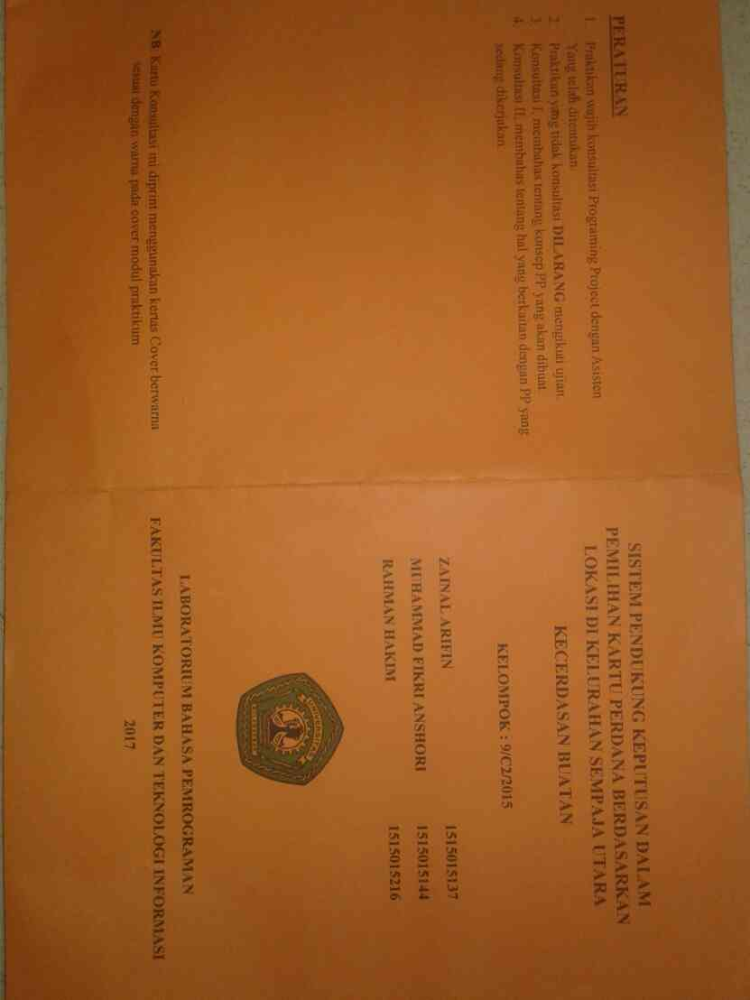 PERATURAN
1. Praktikan wajib konsultasi Programing Project dengan Asisten
Yang telah ditentukan.
2. Praktikan yang tidak konsultasi DILARANG mengikuti ujian.
3. Konsultasi I, membahas tentang konsep PP yang akan dibuat.
4. Konsultasi II, membahas tentang hal yang berkaitan dengan PP yang
sedang dikerjakan.
NB: Kartu Konsultasi ini diprint menggunakan kertas Cover berwarna
sesuai dengan warna pada cover modul praktikum
SISTEM PENDUKUNG KEPUTUSAN DALAM
PEMILIHAN KARTU PERDANA BERDASARKAN
LOKASI DI KELURAHAN SEMPAJA UTARA
KECERDASAN BUATAN
KELOMPOK : 9/C2/2015
ZAINAL ARIFIN 1515015137
MUHAMMAD FIKRI ANSHORI 1515015144
RAHMAN HAKIM 1515015216
UNIVERSITAS
LABORATORIUM BAHASA PEMROGRAMAN
FAKULTAS ILMU KOMPUTER DAN TEKNOLOGI INFORMASI
2017